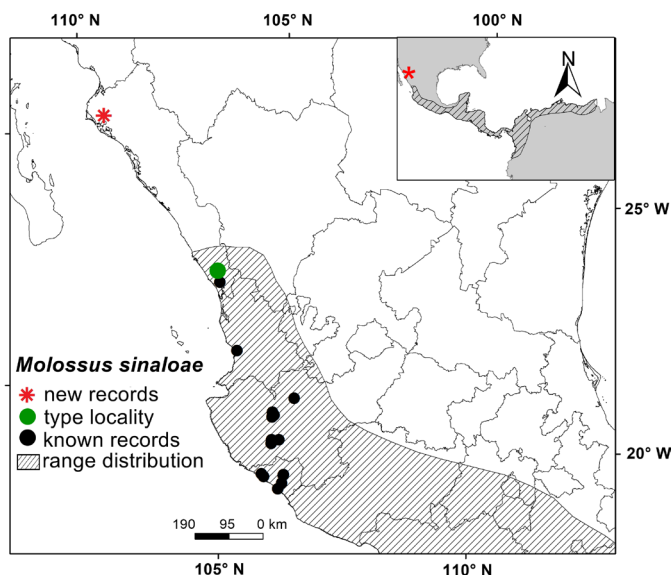 110° N
105° N
100° N
N
25° W
Molossus sinaloae
new records
type locality
known records
range distribution
20° W
190 95 0 km
105° N
110° N